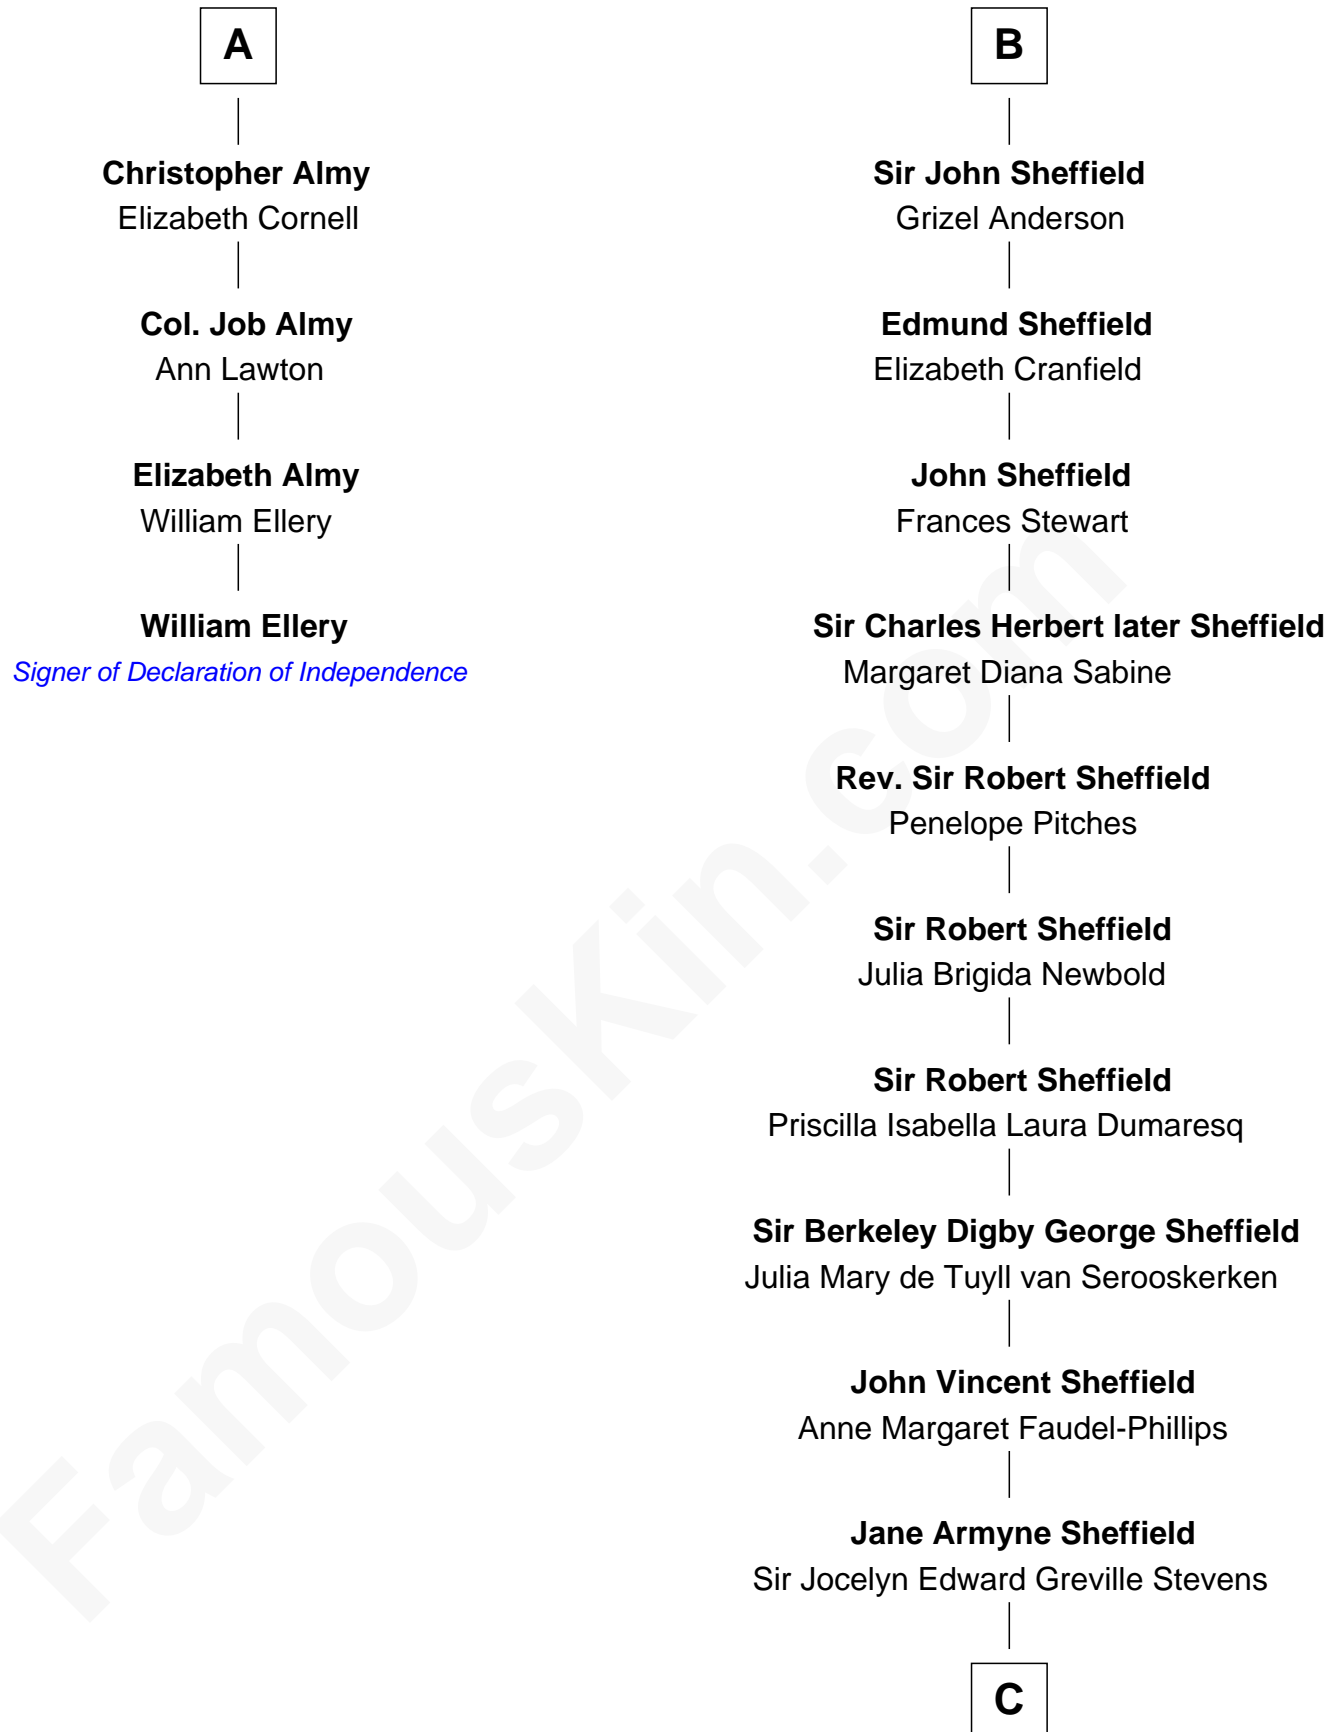 A
Christopher Almy
Elizabeth Cornell
Col. Job Almy
Ann Lawton
Elizabeth Almy
William Ellery
William Ellery
Signer of Declaration of Independence
B
Sir John Sheffield
Grizel Anderson
Edmund Sheffield
Elizabeth Cranfield
John Sheffield
Frances Stewart
Sir Charles Herbert later Sheffield
Margaret Diana Sabine
Rev. Sir Robert Sheffield
Penelope Pitches
Sir Robert Sheffield
Julia Brigida Newbold
Sir Robert Sheffield
Priscilla Isabella Laura Dumaresq
Sir Berkeley Digby George Sheffield
Julia Mary de Tuyll van Serooskerken
John Vincent Sheffield
Anne Margaret Faudel-Phillips
Jane Armyne Sheffield
Sir Jocelyn Edward Greville Stevens
C
FamousKin.com